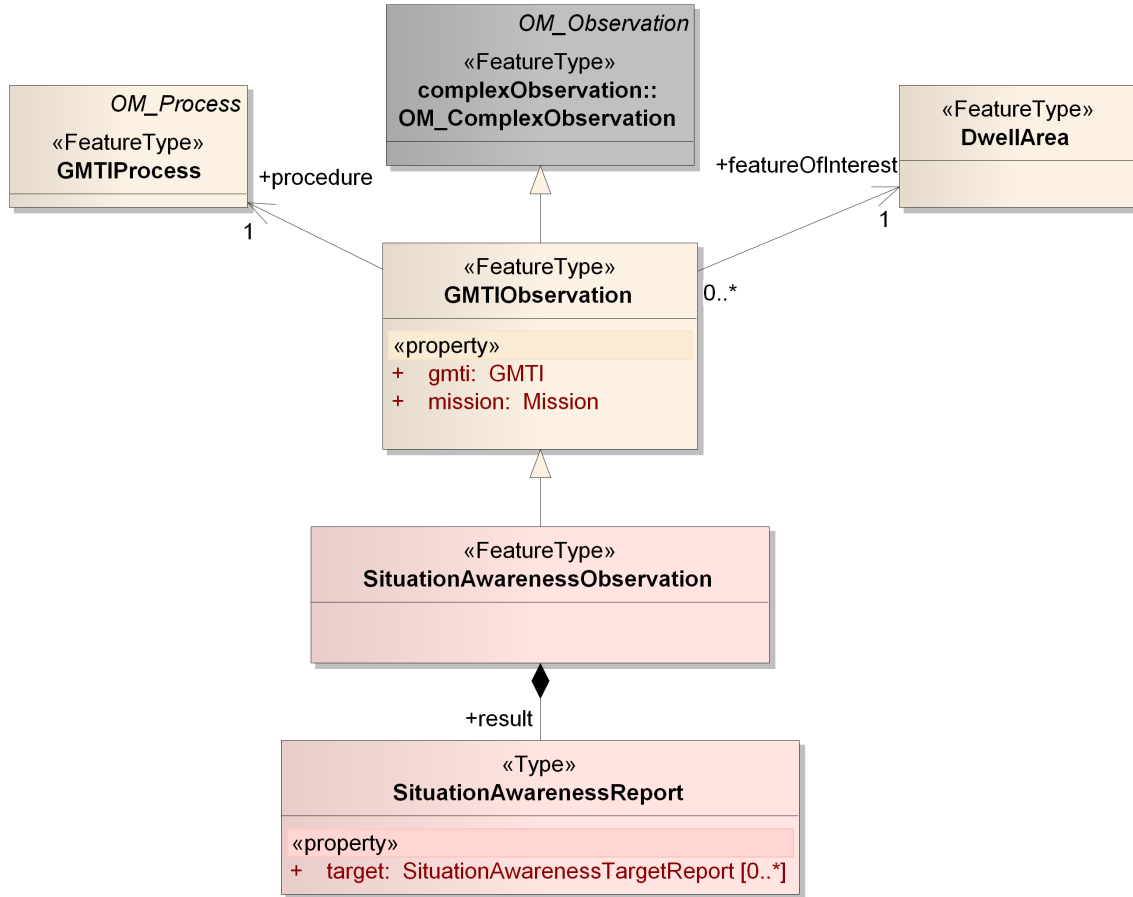 OM_Observation
«FeatureType»
complexObservation::
OM_ComplexObservation
OM_Process
«FeatureType»
GMTIProcess
«FeatureType»
DwellArea
+procedure
1
+featureOfInterest
1
0..*
«FeatureType»
GMTIObservation
«property»
+ gmti: GMTI
+ mission: Mission
«FeatureType»
SituationAwarenessObservation
+result
«Type»
SituationAwarenessReport
«property»
+ target: SituationAwarenessTargetReport [0..*]